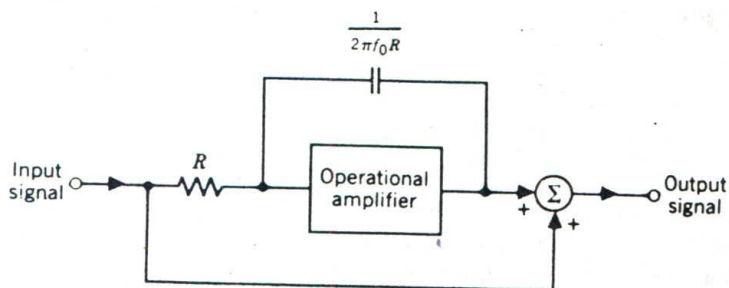 1
2πf₀R
R
Input
signal
Operational
amplifier
+
Σ
+
Output
signal